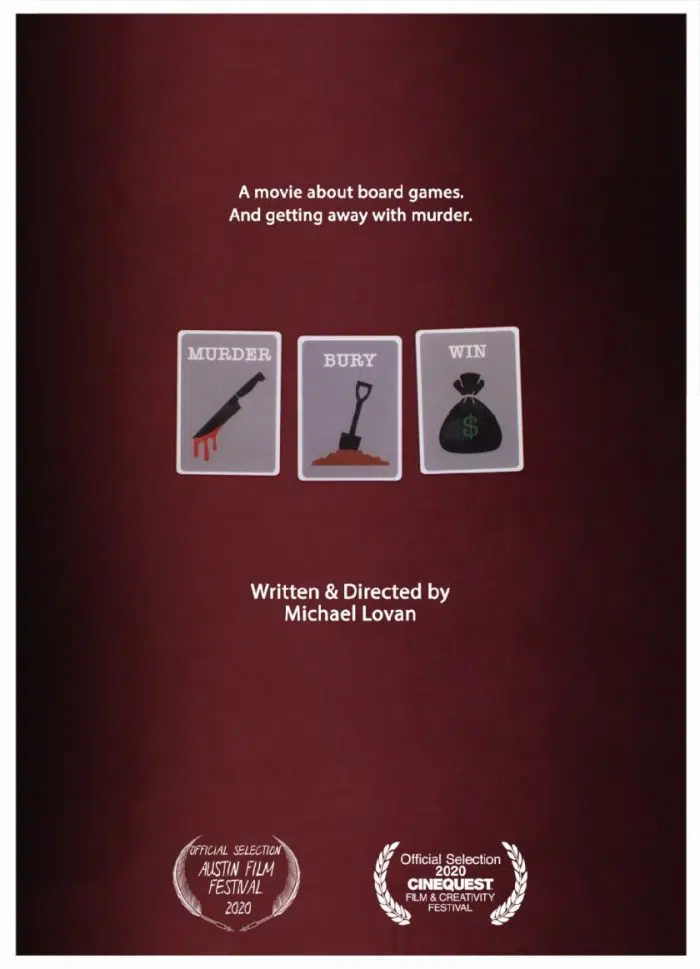 A movie about board games.
And getting away with murder.
MURDER
BURY
WIN
$
Written & Directed by
Michael Lovan
OFFICIAL SELECTION
AUSTIN FILM
FESTIVAL
2020
Official Selection
2020
CINEQUEST
FILM & CREATIVITY
FESTIVAL